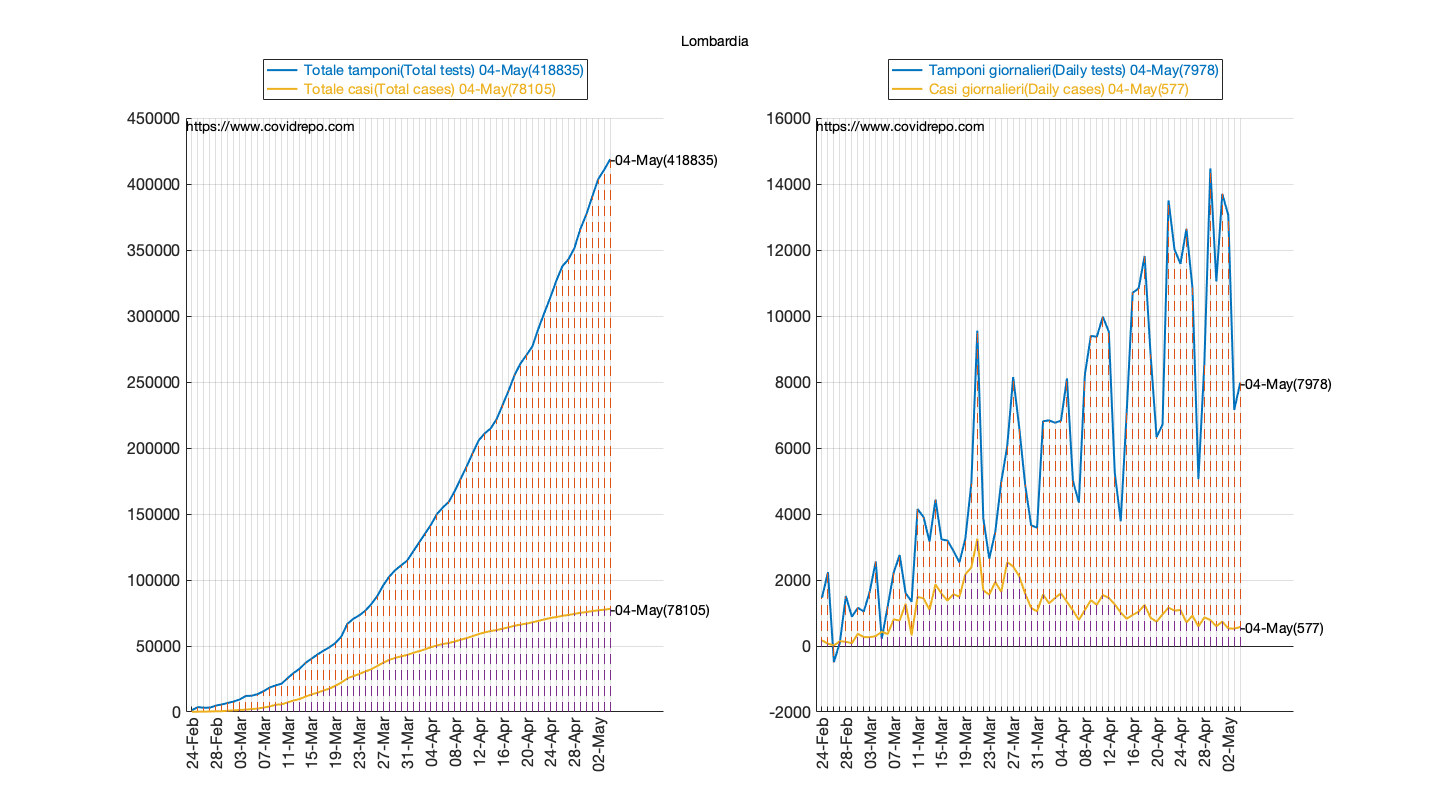 Lombardia
Totale tamponi(Total tests) 04-May(418835)
Totale casi(Total cases) 04-May(78105)
https://www.covidrepo.com
450000
400000
350000
300000
250000
200000
150000
100000
50000
0
04-May(418835)
04-May(78105)
24-Feb
28-Feb
03-Mar
07-Mar
11-Mar
15-Mar
19-Mar
23-Mar
27-Mar
31-Mar
04-Apr
08-Apr
12-Apr
16-Apr
20-Apr
24-Apr
28-Apr
02-May
Tamponi giornalieri(Daily tests) 04-May(7978)
Casi giornalieri(Daily cases) 04-May(577)
https://www.covidrepo.com
16000
14000
12000
10000
8000
6000
4000
2000
0
-2000
04-May(7978)
04-May(577)
24-Feb
28-Feb
03-Mar
07-Mar
11-Mar
15-Mar
19-Mar
23-Mar
27-Mar
31-Mar
04-Apr
08-Apr
12-Apr
16-Apr
20-Apr
24-Apr
28-Apr
02-May